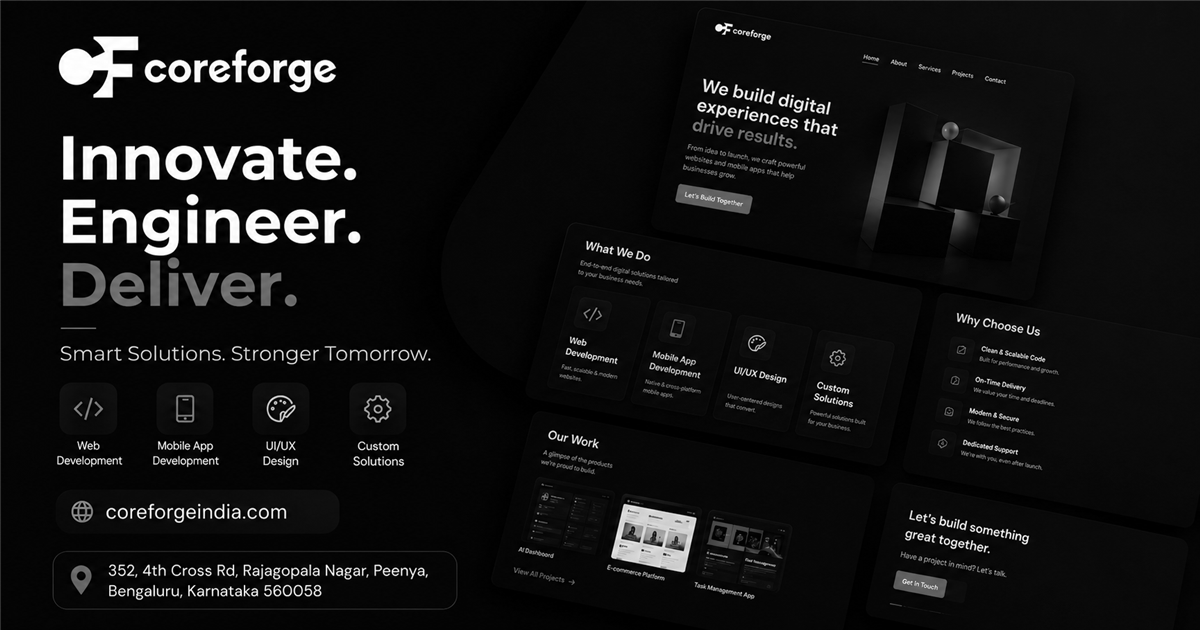 coreforge
Innovate.
Engineer.
Deliver.
Smart Solutions. Stronger Tomorrow.
Web
Development
Mobile App
Development
UI/UX
Design
Custom
Solutions
coreforgeindia.com
352, 4th Cross Rd, Rajagopala Nagar, Peenya,
Bengaluru, Karnataka 560058
coreforge
Home About Services Projects Contact
We build digital
experiences that
drive results.
From idea to launch, we craft powerful
websites and mobile apps that help
businesses grow.
Let's Build Together
What We Do
End-to-end digital solutions tailored
to your business needs.
Web
Development
Fast, scalable & modern
websites.
Mobile App
Development
Native & cross-platform
mobile apps.
UI/UX Design
User-centered designs
that convert.
Custom
Solutions
Powerful solutions built
for your business.
Why Choose Us
Clean & Scalable Code
Built for performance and growth.
On-Time Delivery
We value your time and deadlines.
Modern & Secure
We follow the best practices.
Dedicated Support
We're with you, even after launch.
Our Work
A glimpse of the products
we're proud to build.
AI Dashboard
E-commerce Platform
Task Management App
View All Projects →
Let's build something
great together.
Have a project in mind? Let's talk.
Get In Touch